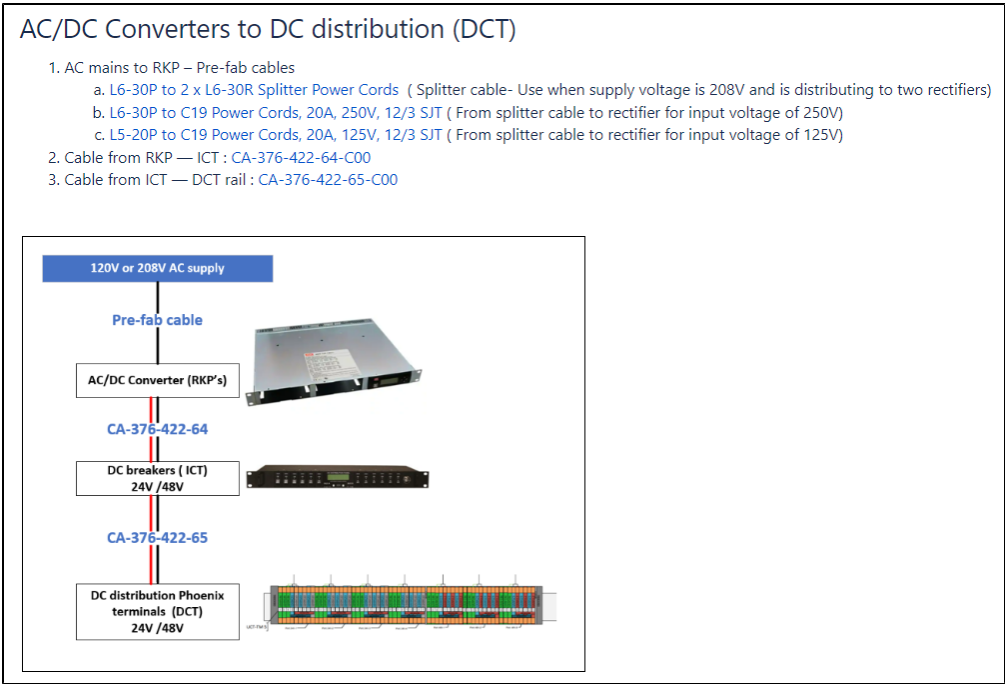 AC/DC Converters to DC distribution (DCT)
1. AC mains to RKP – Pre-fab cables
a. L6-30P to 2 x L6-30R Splitter Power Cords ( Splitter cable- Use when supply voltage is 208V and is distributing to two rectifiers)
b. L6-30P to C19 Power Cords, 20A, 250V, 12/3 SJT ( From splitter cable to rectifier for input voltage of 250V)
c. L5-20P to C19 Power Cords, 20A, 125V, 12/3 SJT ( From splitter cable to rectifier for input voltage of 125V)
2. Cable from RKP — ICT : CA-376-422-64-C00
3. Cable from ICT — DCT rail : CA-376-422-65-C00
120V or 208V AC supply
Pre-fab cable
AC/DC Converter (RKP's)
CA-376-422-64
DC breakers ( ICT)
24V /48V
CA-376-422-65
DC distribution Phoenix
terminals (DCT)
24V /48V